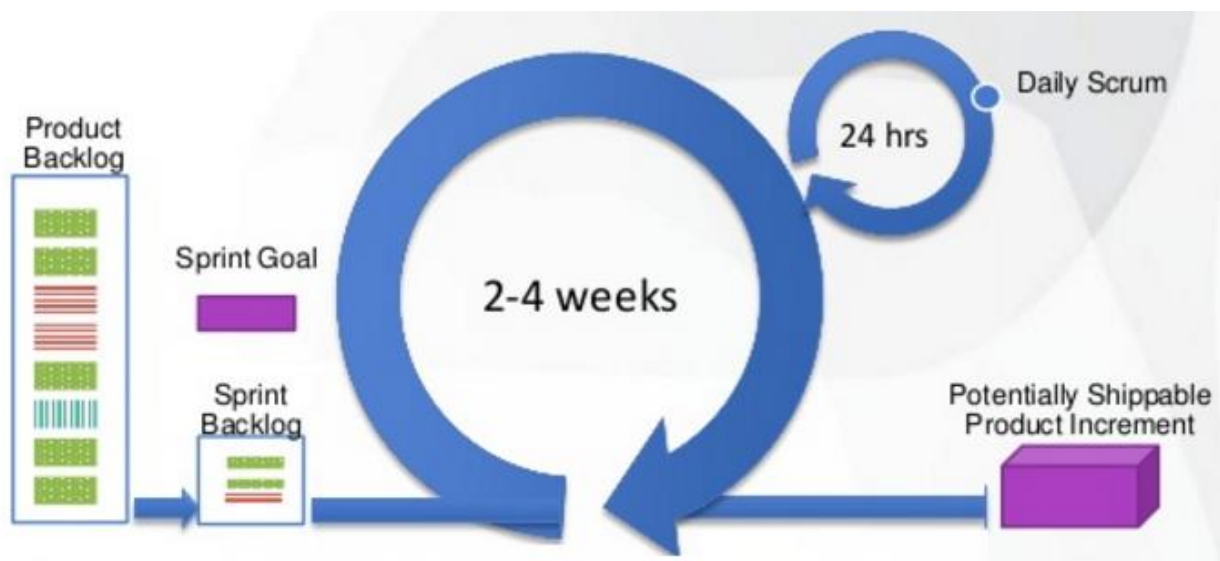 Product
Backlog
Sprint Goal
Sprint
Backlog
2-4 weeks
24 hrs
Daily Scrum
Potentially Shippable
Product Increment